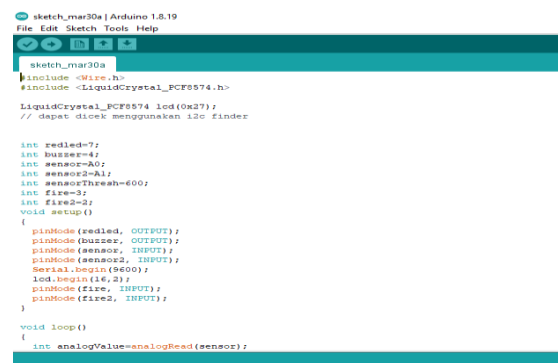 sketch_mar30a | Arduino 1.8.19
File Edit Sketch Tools Help
sketch_mar30a
#include <Wire.h>
#include <LiquidCrystal_PCF8574.h>
LiquidCrystal_PCF8574 lcd(0x27);
// dapat dicek menggunakan i2c finder
int redled=7;
int buzzer=4;
int sensor=A0;
int sensor2=A1;
int sensorThresh=600;
int fire=3;
int fire2=2;
void setup()
{
pinMode(redled, OUTPUT);
pinMode(buzzer, OUTPUT);
pinMode(sensor, INPUT);
pinMode(sensor2, INPUT);
Serial.begin(9600);
lcd.begin(16,2);
pinMode(fire, INPUT);
pinMode(fire2, INPUT);
}
void loop()
{
int analogValue=analogRead(sensor);